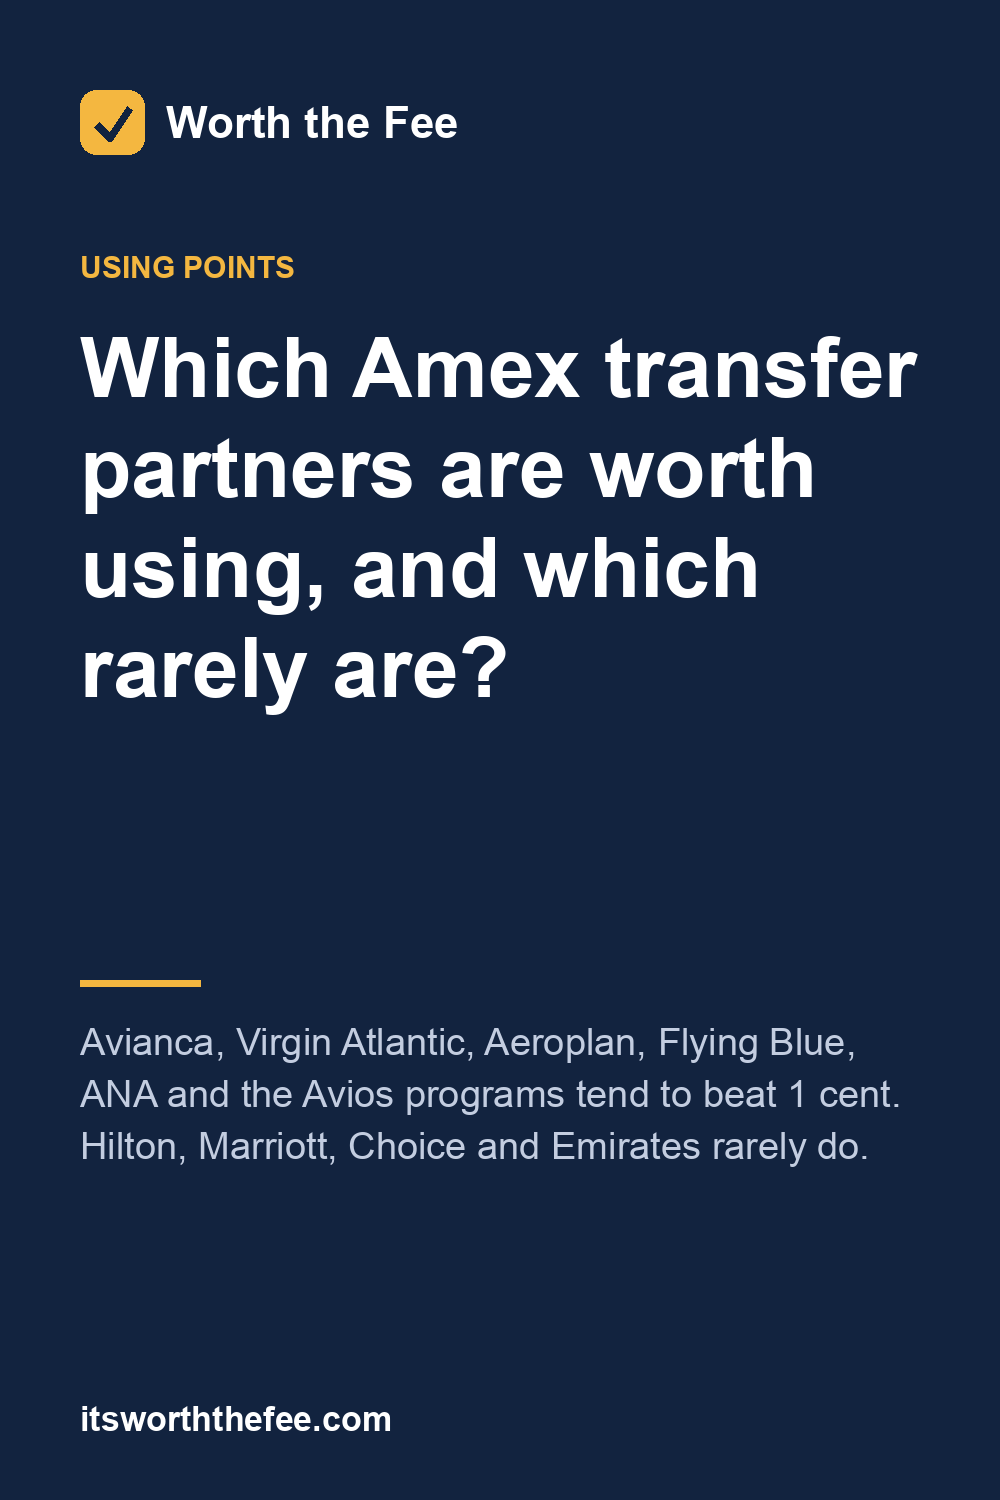 Worth the Fee
USING POINTS
Which Amex transfer
partners are worth
using, and which
rarely are?
Avianca, Virgin Atlantic, Aeroplan, Flying Blue,
ANA and the Avios programs tend to beat 1 cent.
Hilton, Marriott, Choice and Emirates rarely do.
itsworththefee.com